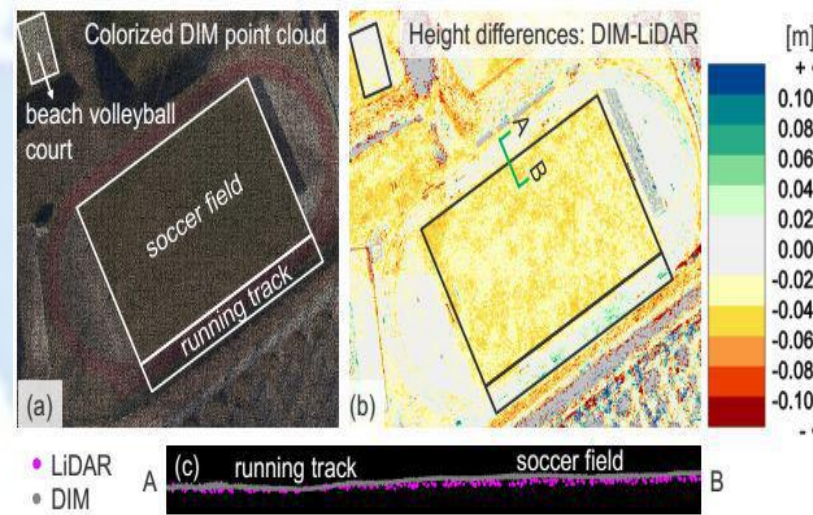 Colorized DIM point cloud
beach volleyball
court
soccer field
running track
(a)
Height differences: DIM-LiDAR
A
B
(b)
[m]
+
0.10
0.08
0.06
0.04
0.02
0.00
-0.02
-0.04
-0.06
-0.08
-0.10
-
LiDAR
DIM
A
(c)
running track
soccer field
B